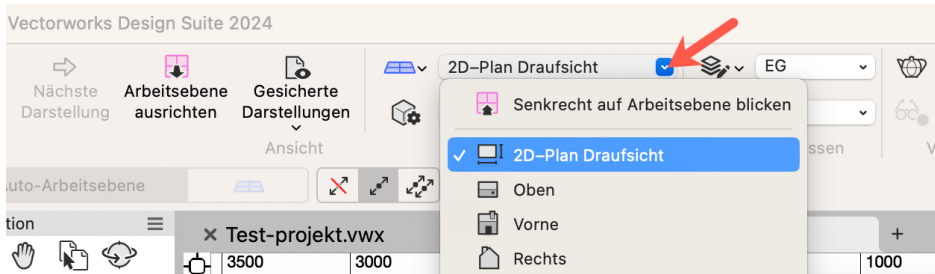 Vectorworks Design Suite 2024
Nächste Darstellung
Arbeitsebene ausrichten
Gesicherte Darstellungen
2D–Plan Draufsicht
EG
Ansicht
Senkrecht auf Arbeitsebene blicken
2D–Plan Draufsicht
Oben
Vorne
Rechts
Auto-Arbeitsebene
Test-projekt.vwx
3500
3000
1000